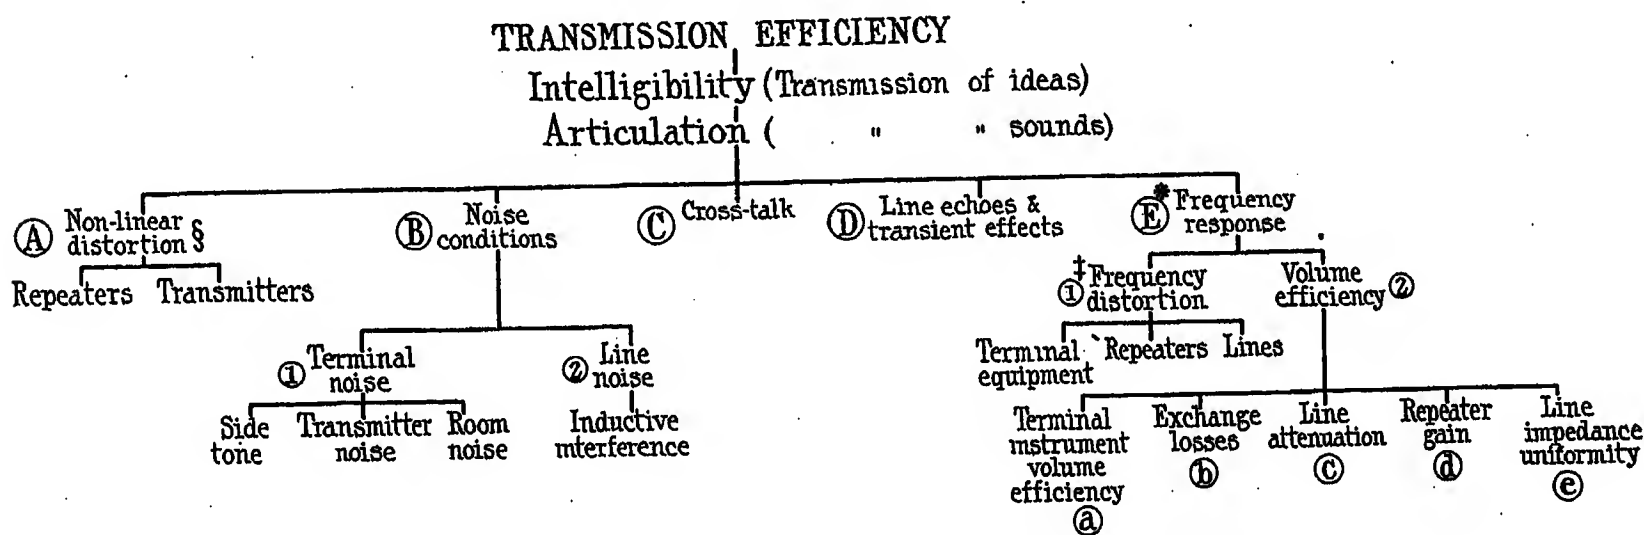 TRANSMISSION EFFICIENCY
Intelligibility (Transmission of ideas)
Articulation ( " " sounds)
A Non-linear distortion §
Repeaters Transmitters
B Noise conditions
1 Terminal noise
Side tone
Transmitter noise
Room noise
2 Line noise
Inductive interference
C Cross-talk
D Line echoes & transient effects
E * Frequency response
1 ‡ Frequency distortion
Terminal equipment
Repeaters Lines
Volume efficiency 2
Terminal instrument volume efficiency a
Exchange losses b
Line attenuation c
Repeater gain d
Line impedance uniformity e